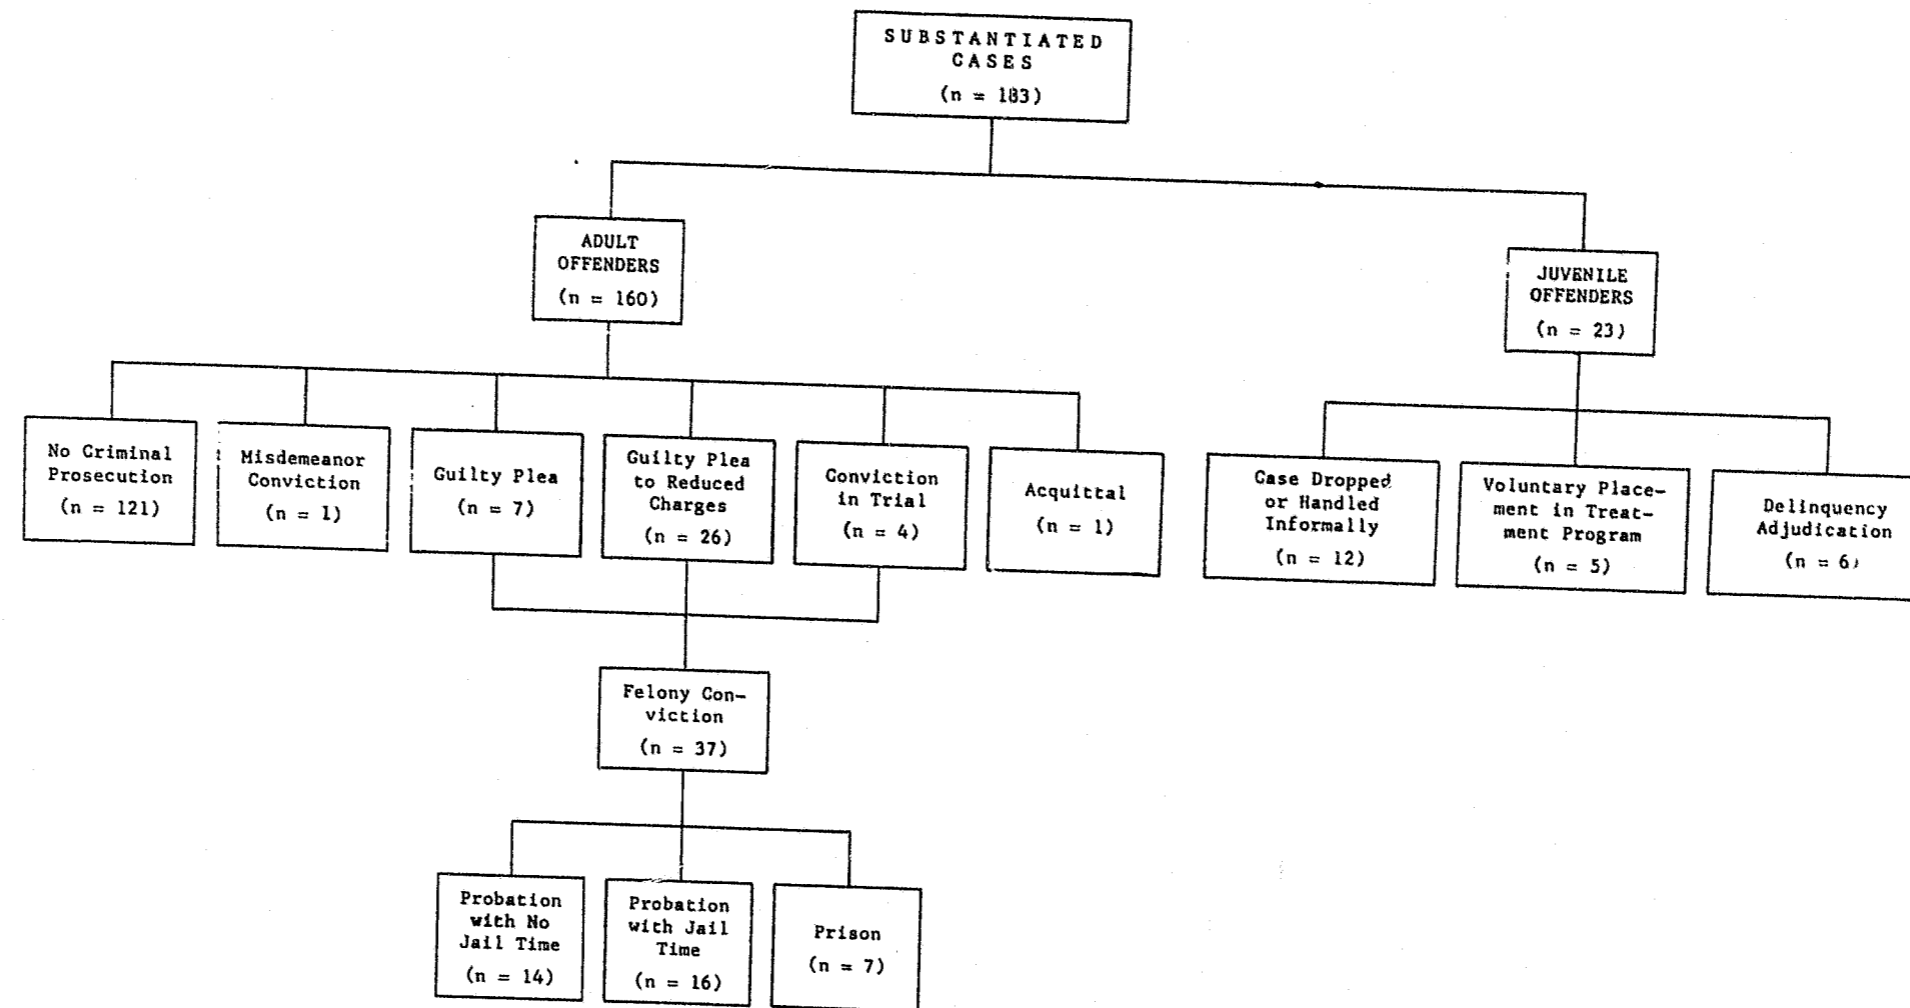 SUBSTANTIATED
CASES
(n = 183)
ADULT
OFFENDERS
(n = 160)
JUVENILE
OFFENDERS
(n = 23)
No Criminal
Prosecution
(n = 121)
Misdemeanor
Conviction
(n = 1)
Guilty Plea
(n = 7)
Guilty Plea
to Reduced
Charges
(n = 26)
Conviction
in Trial
(n = 4)
Acquittal
(n = 1)
Case Dropped
or Handled
Informally
(n = 12)
Voluntary Place-
ment in Treat-
ment Program
(n = 5)
Delinquency
Adjudication
(n = 6)
Felony Con-
viction
(n = 37)
Probation
with No
Jail Time
(n = 14)
Probation
with Jail
Time
(n = 16)
Prison
(n = 7)